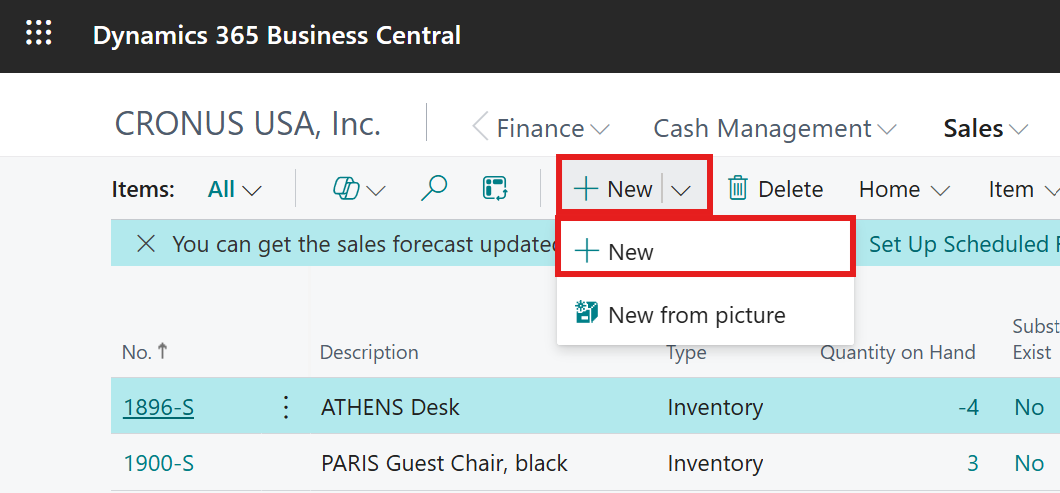 Dynamics 365 Business Central
CRONUS USA, Inc. Finance Cash Management Sales
Items: All New Delete Home Item
You can get the sales forecast updated Set Up Scheduled
New
New from picture
No. ↑ Description Type Quantity on Hand Subst Exist
1896-S ATHENS Desk Inventory -4 No
1900-S PARIS Guest Chair, black Inventory 3 No